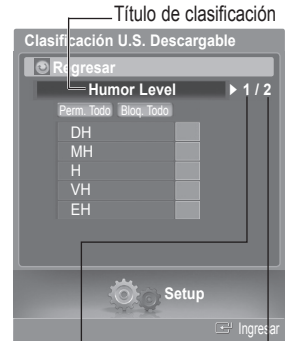 Título de clasificación
Clasificación U.S. Descargable
Regresar
Humor Level 1 / 2
Perm. Todo Bloq. Todo
DH
MH
H
VH
EH
Setup
Ingresar